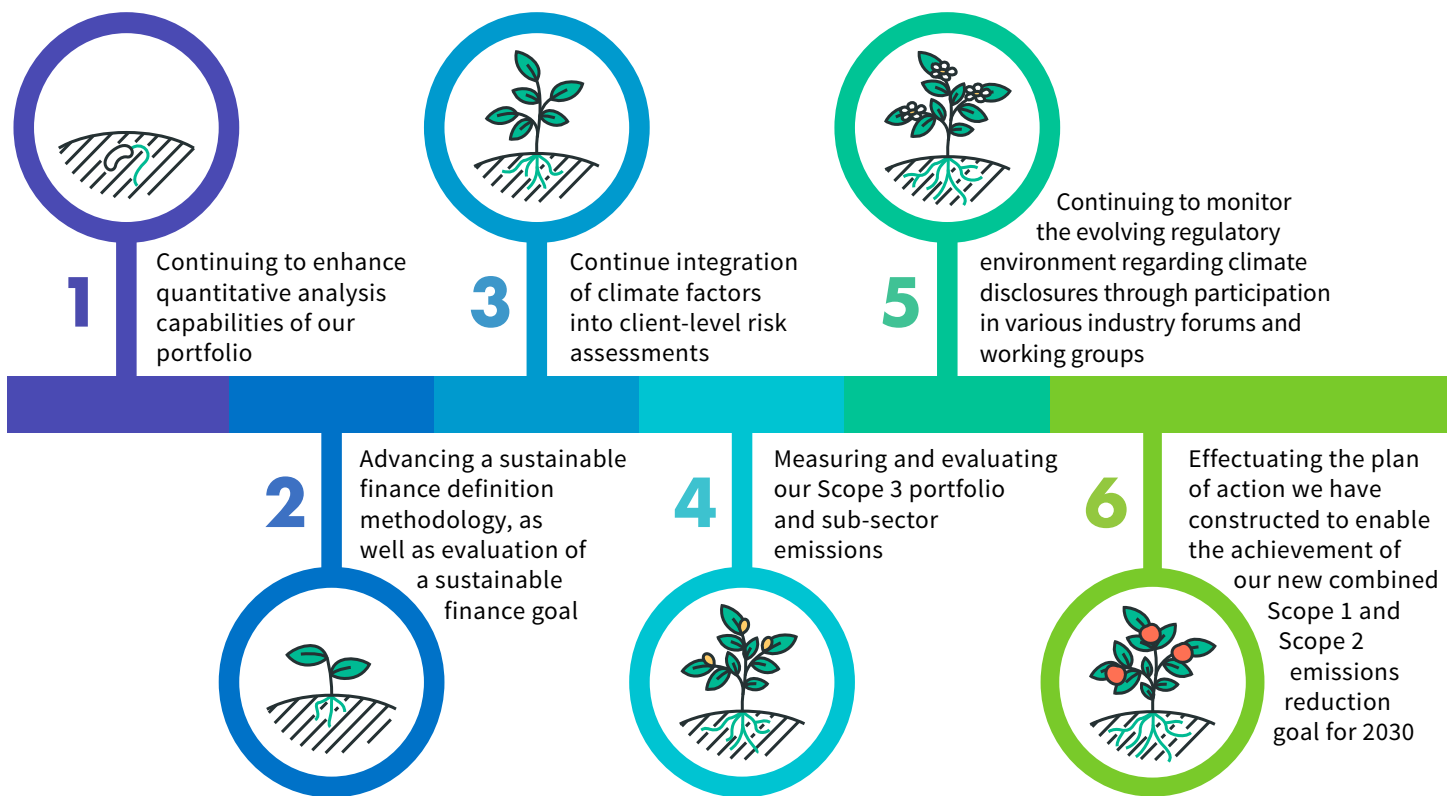 1
Continuing to enhance
quantitative analysis
capabilities of our
portfolio
2
Advancing a sustainable
finance definition
methodology, as
well as evaluation of
a sustainable
finance goal
3
Continue integration
of climate factors
into client-level risk
assessments
4
Measuring and evaluating
our Scope 3 portfolio
and sub-sector
emissions
5
Continuing to monitor
the evolving regulatory
environment regarding climate
disclosures through participation
in various industry forums and
working groups
6
Effectuating the plan
of action we have
constructed to enable
the achievement of
our new combined
Scope 1 and
Scope 2
emissions
reduction
goal for 2030